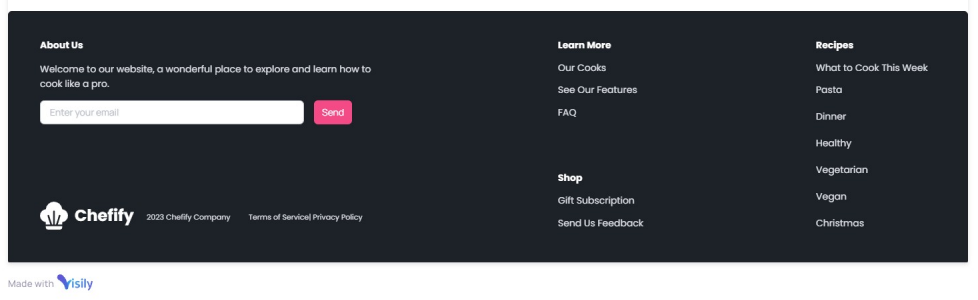 About Us
Welcome to our website, a wonderful place to explore and learn how to
cook like a pro.
Enter your email
Send
Chefify
2023 Chefify Company
Terms of Service| Privacy Policy
Learn More
Our Cooks
See Our Features
FAQ
Shop
Gift Subscription
Send Us Feedback
Recipes
What to Cook This Week
Pasta
Dinner
Healthy
Vegetarian
Vegan
Christmas
Made with Visily